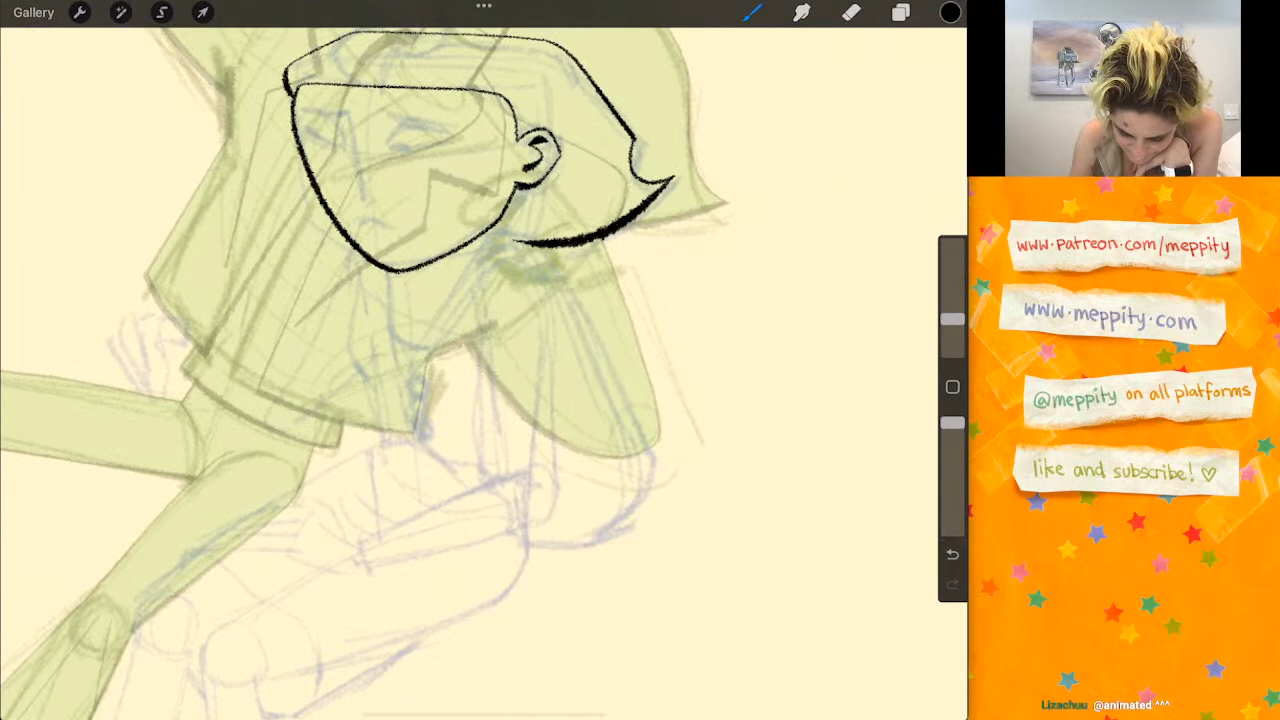 Gallery
www.patreon.com/meppity
www.meppity.com
@meppity on all platforms
like and subscribe! ♡
Lizachuu @animated ^^^